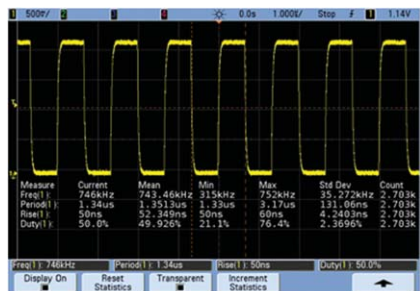 1 500▽/ 2 3 4 0.0s 1.000%/ Stop 1 1.14V
Measure Current Mean Min Max Std Dev Count
Freq(1): 746kHz 743.46kHz 315kHz 752kHz 35.272kHz 2.703k
Period(1): 1.34us 1.3513us 1.33us 3.17us 131.06ns 2.703k
Rise(1): 50ns 52.349ns 50ns 60ns 4.2403ns 2.703k
Duty(1): 50.0% 49.926% 21.1% 76.4% 2.3696% 2.703k
Freq(1): 746kHz Period(1): 1.34us Rise(1): 50ns Duty(1): 50.0%
Display On Reset Statistics Transparent Increment Statistics